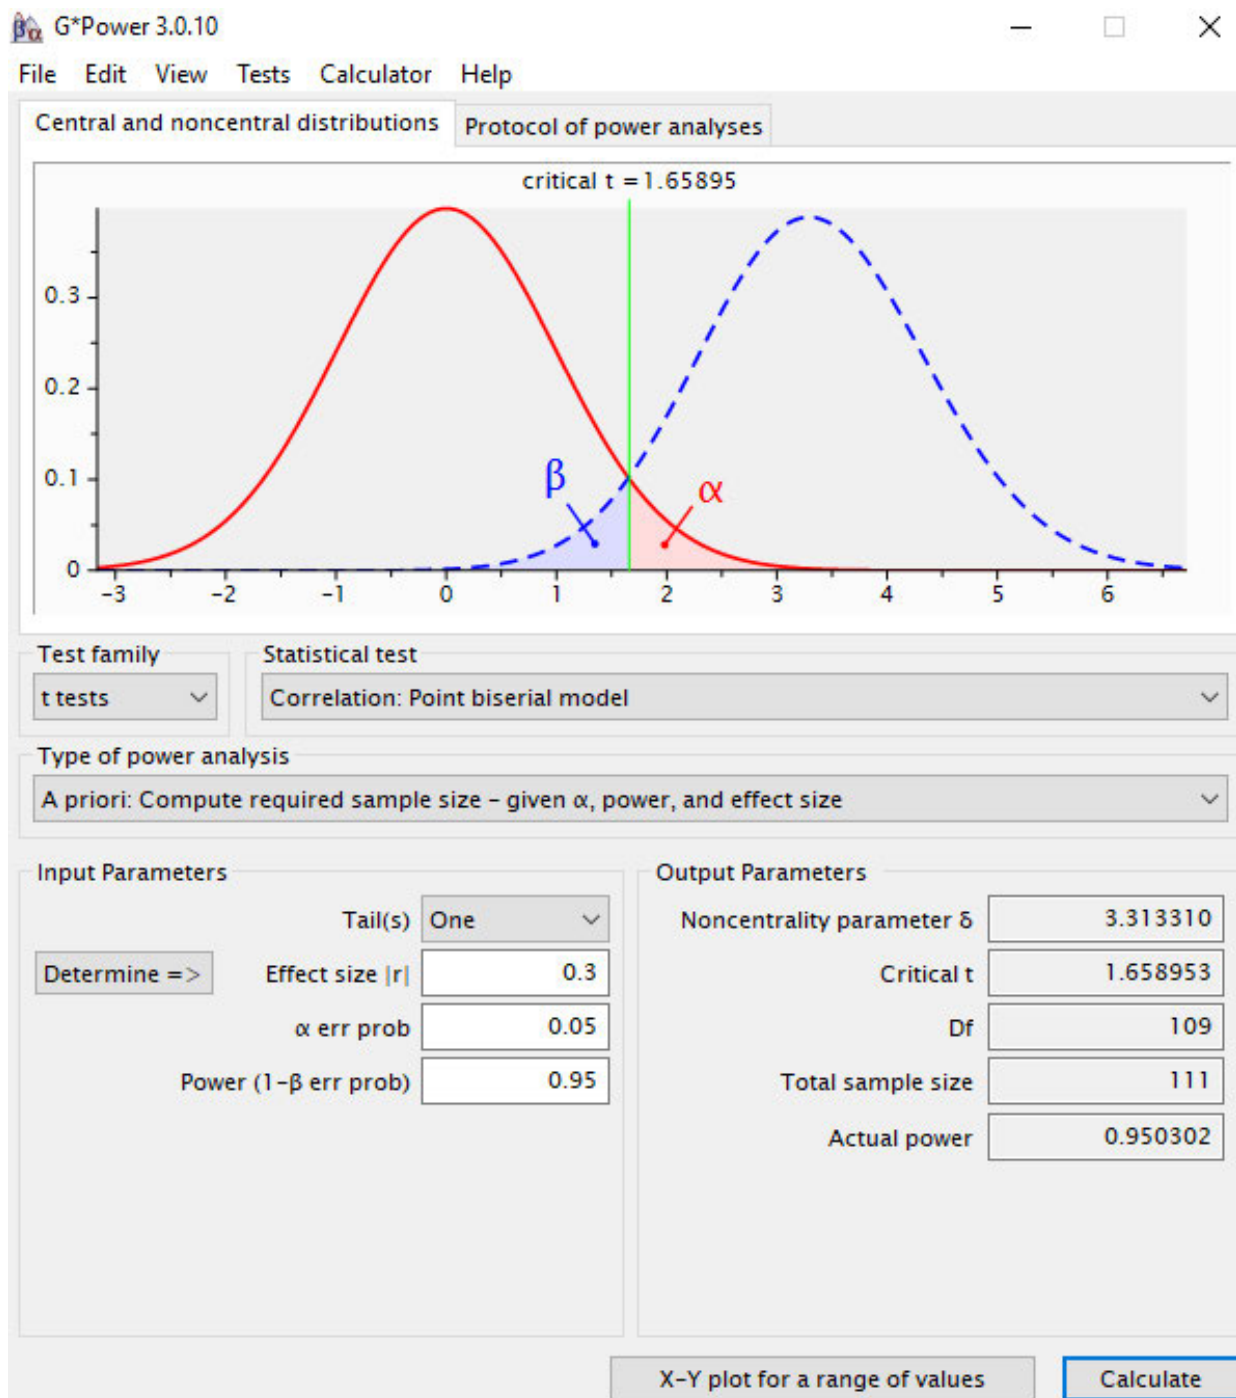 βα G*Power 3.0.10
File Edit View Tests Calculator Help
Central and noncentral distributions Protocol of power analyses
critical t = 1.65895
0.3
0.2
0.1
0
β α
-3 -2 -1 0 1 2 3 4 5 6
Test family Statistical test
t tests Correlation: Point biserial model
Type of power analysis
A priori: Compute required sample size - given α, power, and effect size
Input Parameters Output Parameters
Tail(s) One Noncentrality parameter δ 3.313310
Determine => Effect size |r| 0.3 Critical t 1.658953
α err prob 0.05 Df 109
Power (1-β err prob) 0.95 Total sample size 111
Actual power 0.950302
X-Y plot for a range of values Calculate